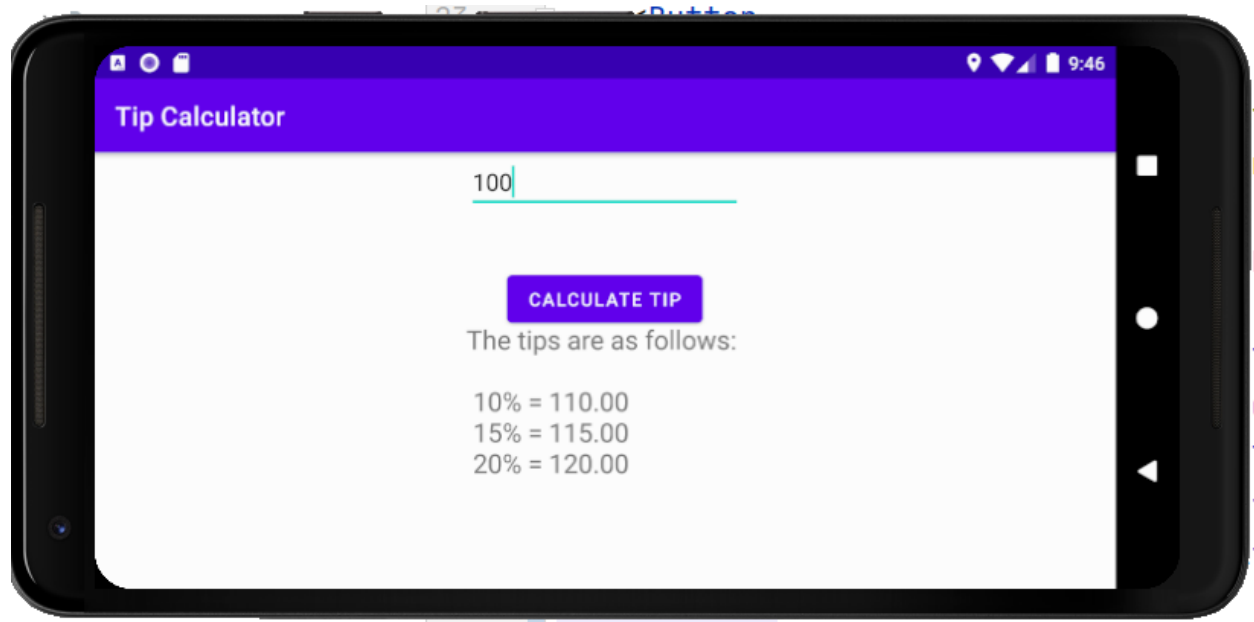 9:46
Tip Calculator
100
CALCULATE TIP
The tips are as follows:
10% = 110.00
15% = 115.00
20% = 120.00